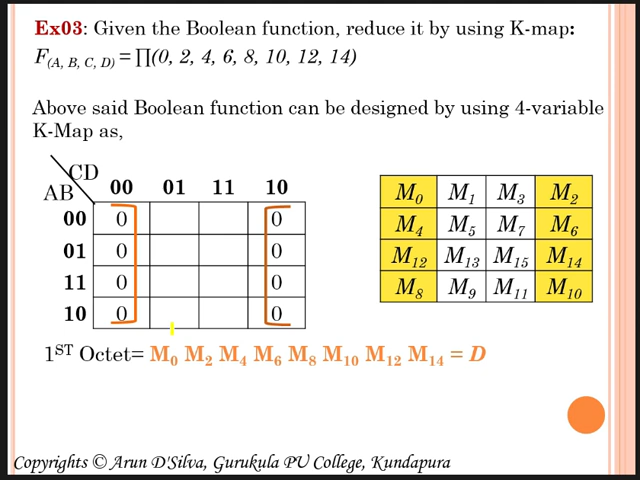 Ex03: Given the Boolean function, reduce it by using K-map:
F(A, B, C, D) = ∏(0, 2, 4, 6, 8, 10, 12, 14)
Above said Boolean function can be designed by using 4-variable
K-Map as,
CD
AB 00 01 11 10
00 0 0
01 0 0
11 0 0
10 0 0
M0 M1 M3 M2
M4 M5 M7 M6
M12 M13 M15 M14
M8 M9 M11 M10
1ST Octet= M0 M2 M4 M6 M8 M10 M12 M14 = D
Copyrights © Arun D'Silva, Gurukula PU College, Kundapura